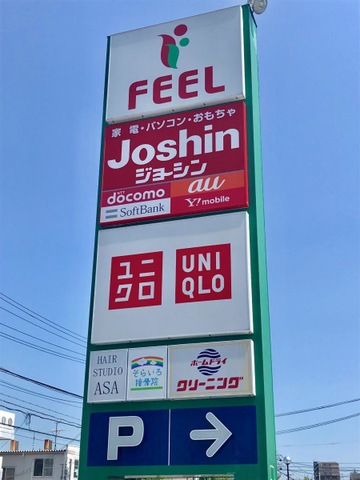 FEEL
家電・パソコン・おもちゃ
Joshin
ジョーシン
NTT
docomo
au
SoftBank
Y!mobile
ユニ
クロ
UNI
QLO
HAIR
STUDIO
ASA
そらいろ
接骨院
ホームドライ
クリーニング
P